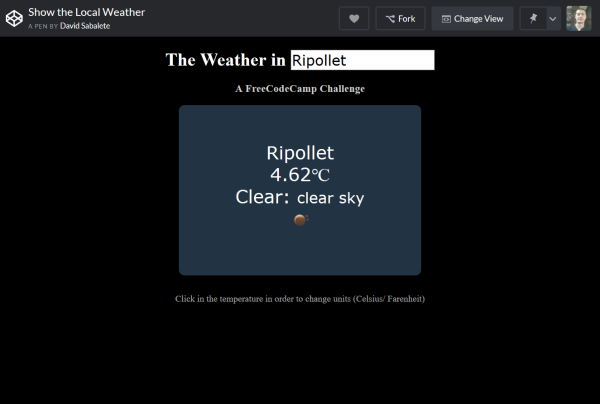 Show the Local Weather
A PEN BY David Sabalete
Fork
Change View
The Weather in Ripollet
A FreeCodeCamp Challenge
Ripollet
4.62℃
Clear: clear sky
Click in the temperature in order to change units (Celsius/ Farenheit)